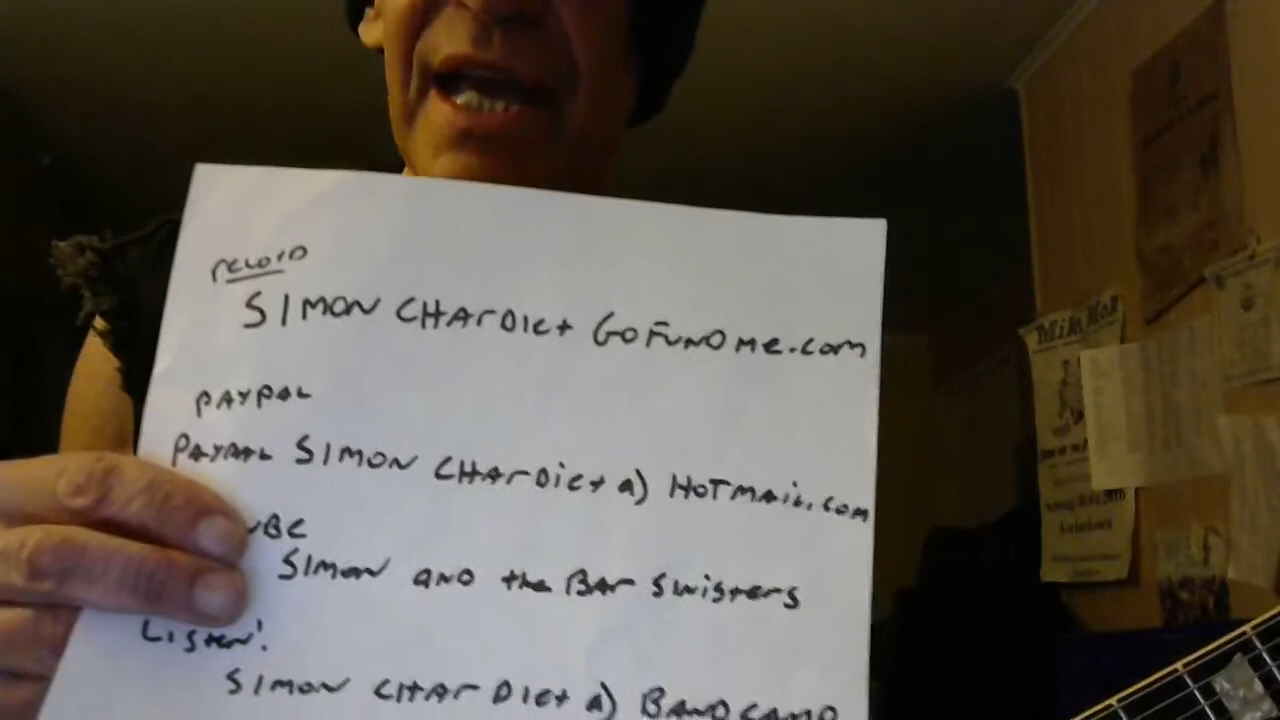 recorD
SIMON CHArDIet GoFunDMe.com
PAYPAL
PAYPAL SIMON CHArDiet a) HOTMAiL.com
UBE
SIMON and the BAr Swisters
Listen!
SIMON CHArDIet a) BANDCAMP